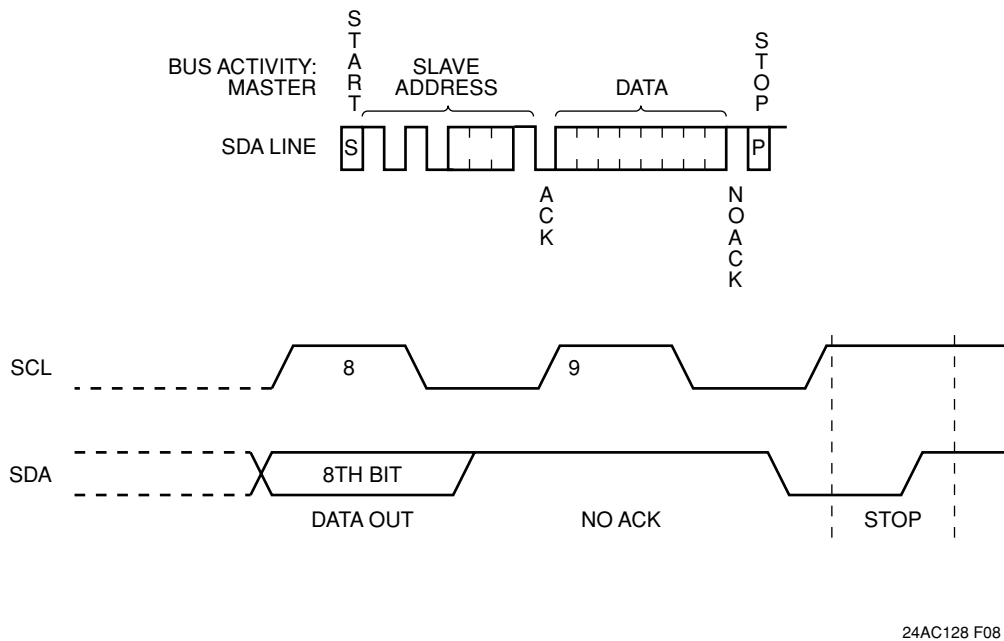 START
BUS ACTIVITY:
MASTER
SLAVE
ADDRESS
DATA
STOP
SDA LINE
S
P
ACK
NO ACK
SCL
8
9
SDA
8TH BIT
DATA OUT
NO ACK
STOP
24AC128 F08